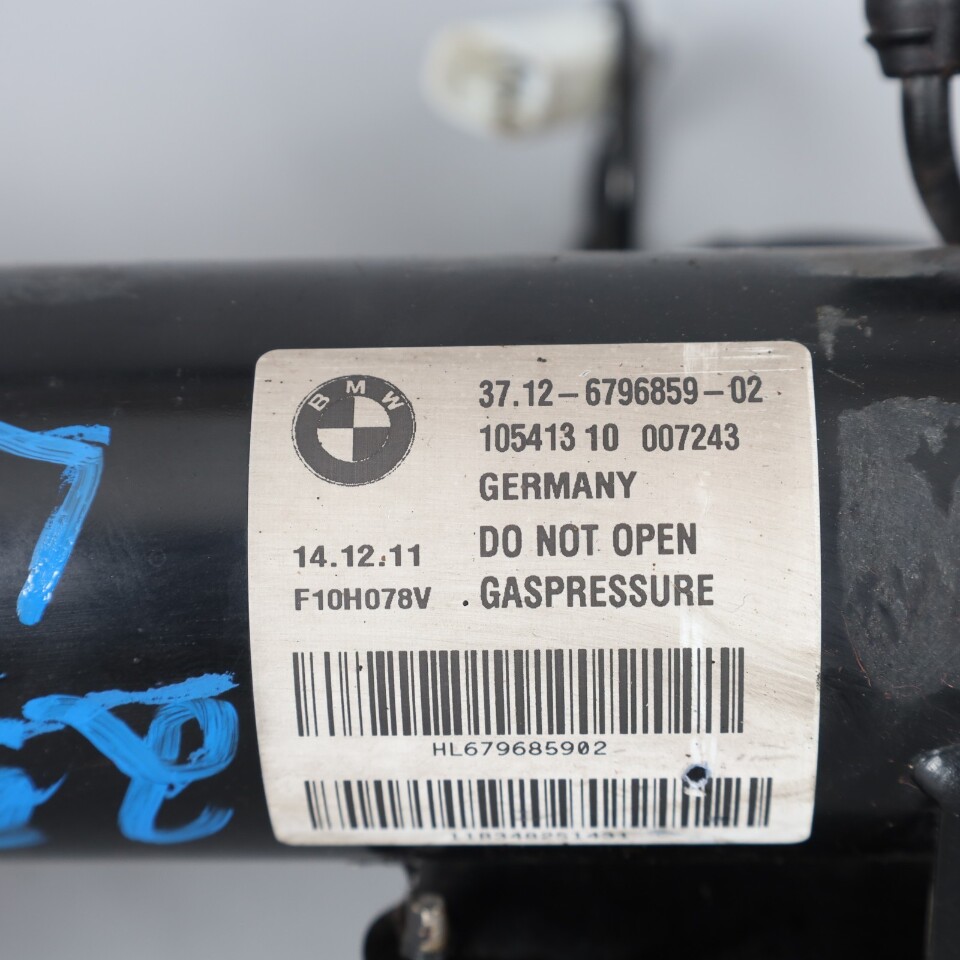 BMW
37.12-6796859-02
105413 10 007243
GERMANY
14.12.11
DO NOT OPEN
F10H078V
GASPRESSURE
HL679685902